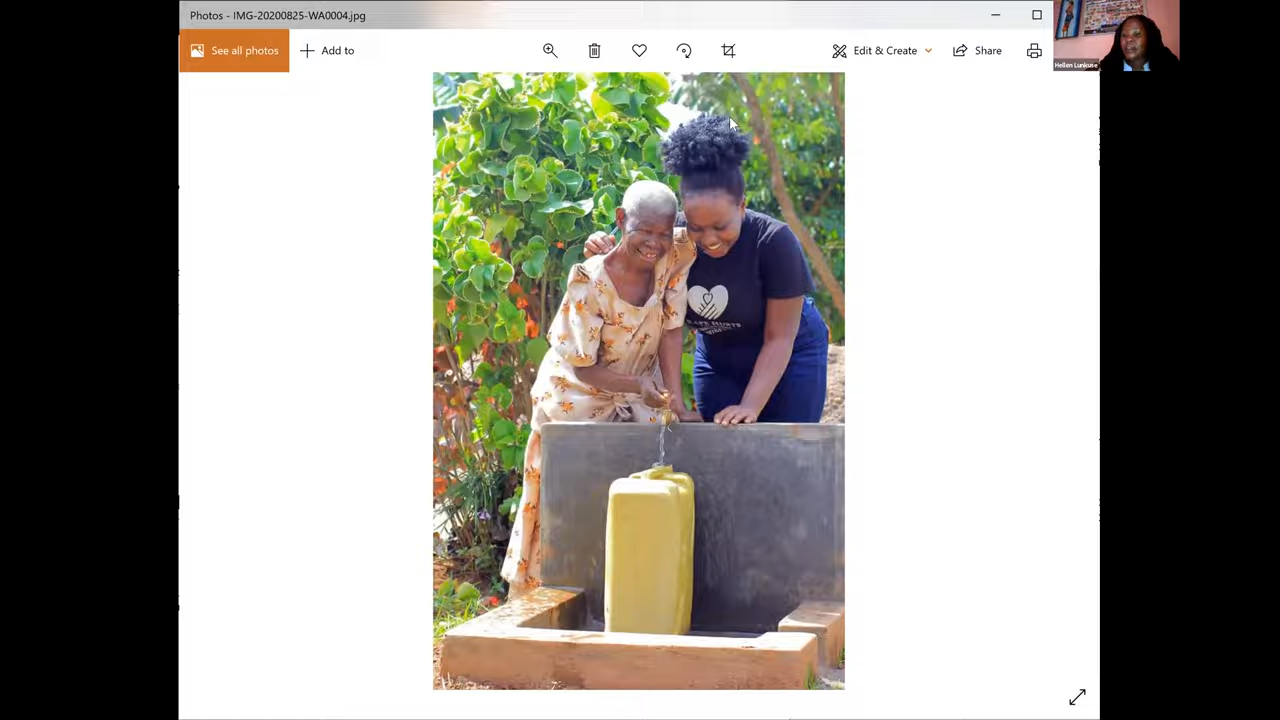 Photos - IMG-20200825-WA0004.jpg
See all photos
Add to
Edit & Create
Share
Hellen Lunkuse